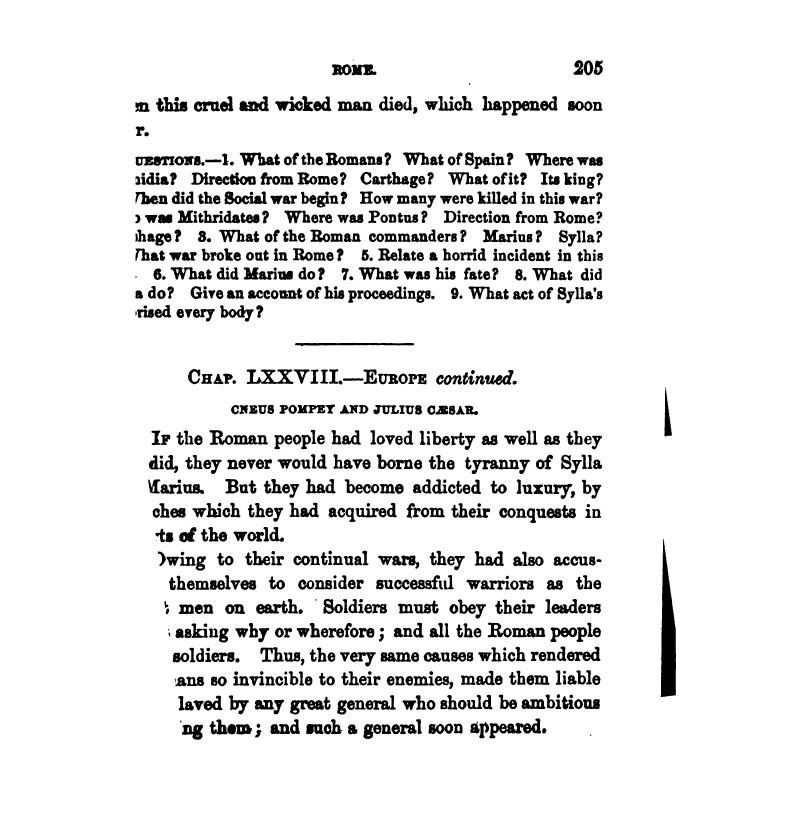 ROME. 205
this cruel and wicked man died, which happened soon
r.
UESTIONS.—1. What of the Romans? What of Spain? Where was
idia? Direction from Rome? Carthage? What of it? Its king?
hen did the Social war begin? How many were killed in this war?
was Mithridates? Where was Pontus? Direction from Rome?
hage? 3. What of the Roman commanders? Marius? Sylla?
hat war broke out in Rome? 5. Relate a horrid incident in this
6. What did Marius do? 7. What was his fate? 8. What did
a do? Give an account of his proceedings. 9. What act of Sylla's
rised every body?
CHAP. LXXVIII.—EUROPE continued.
CNEUS POMPEY AND JULIUS CÆSAR.
IF the Roman people had loved liberty as well as they
did, they never would have borne the tyranny of Sylla
Marius. But they had become addicted to luxury, by
ches which they had acquired from their conquests in
ts of the world.
wing to their continual wars, they had also accus-
themselves to consider successful warriors as the
men on earth. Soldiers must obey their leaders
asking why or wherefore; and all the Roman people
soldiers. Thus, the very same causes which rendered
ans so invincible to their enemies, made them liable
laved by any great general who should be ambitious
ng them; and such a general soon appeared.